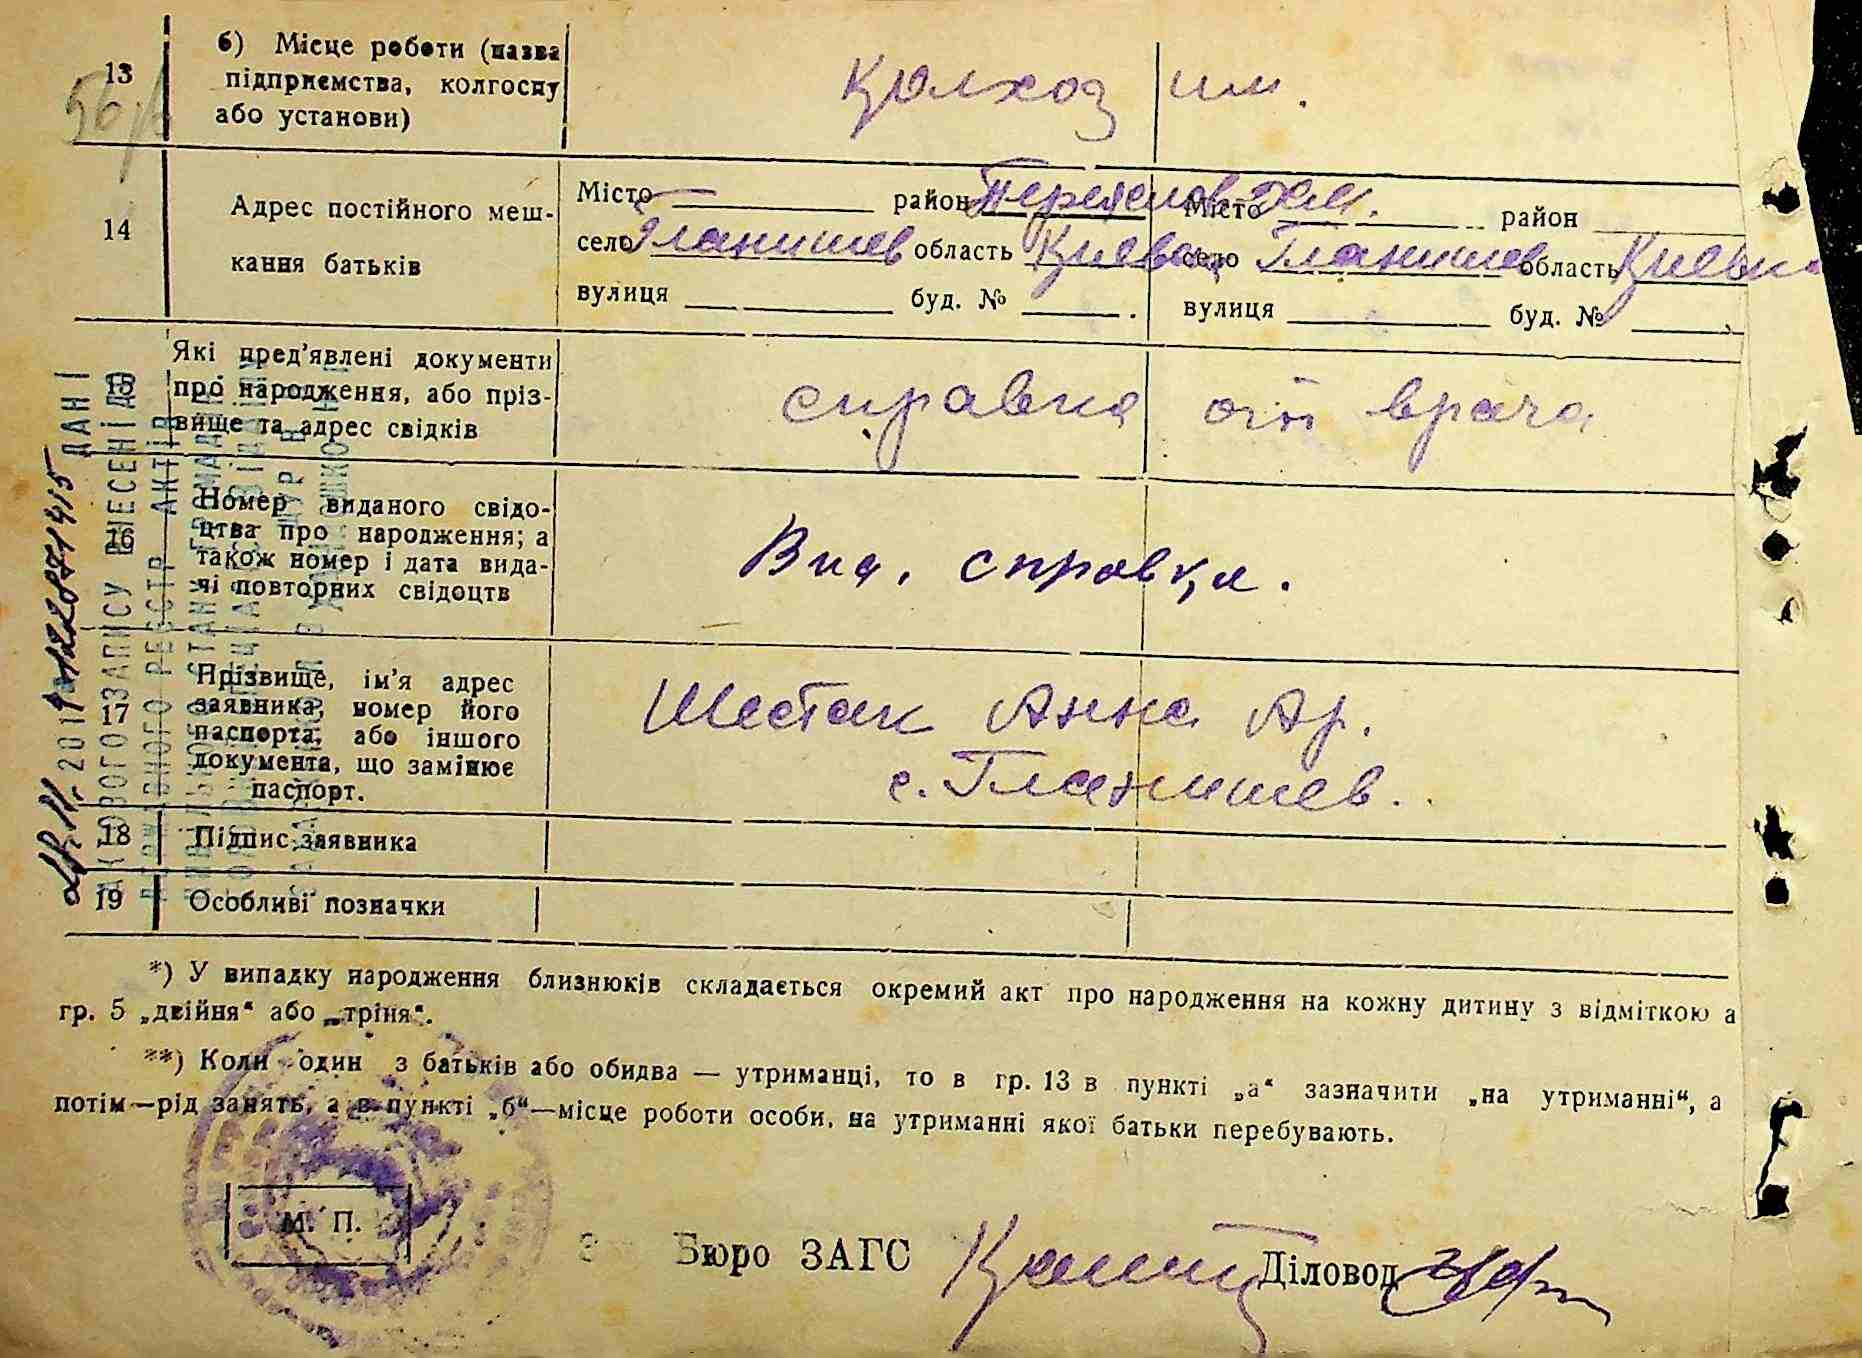 13 б) Місце роботи (назва
підприємства, колгоспу
або установи) Колхоз им.
14 Адрес постійного меш-
кання батьків
Місто район Переяслов-Хм. Місто район
село Гланишев область Киевск село Гланишев область Киевск
вулиця буд. № . вулиця буд. №
15 Які пред'явлені документи
про народження, або пріз-
вище та адрес свідків
справка от врача
16 Номер виданого свідо-
цтва про народження; а
також номер і дата вида-
чі повторних свідоцтв
Вид. справка.
17 Прізвище, ім'я адрес
заявника, номер його
паспорта, або іншого
документа, що замінює
паспорт.
Шестак Анна Ар.
с. Гланишев.
18 Підпис заявника
19 Особливі позначки
*) У випадку народження близнюків складається окремий акт про народження на кожну дитину з відміткою а
гр. 5 „двійня“ або „трійня“.
**) Коли один з батьків або обидва — утриманці, то в гр. 13 в пункті „а“ зазначити „на утриманні“, а
потім—рід занять, а в пункті „б“—місце роботи особи, на утриманні якої батьки перебувають.
М. П.
Бюро ЗАГС Діловод
ДАНІ
ВНЕСЕНІ ДО